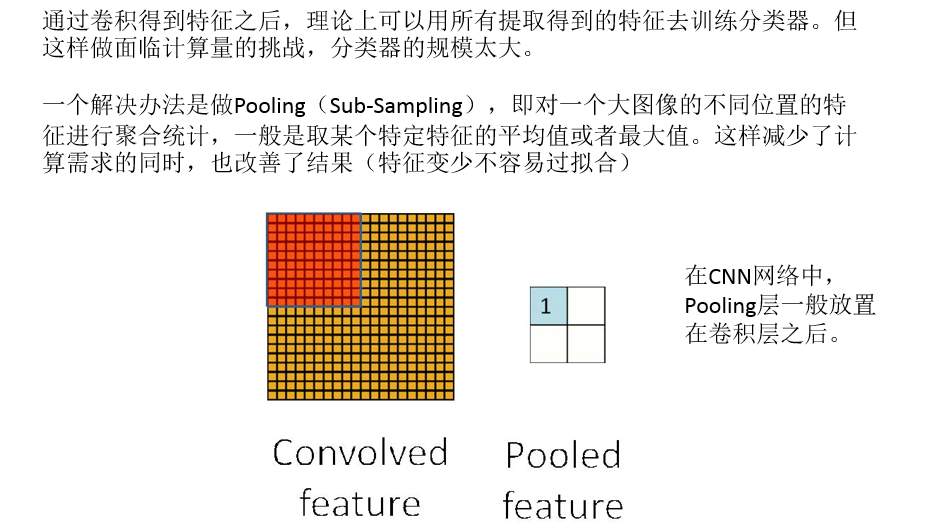 通过卷积得到特征之后，理论上可以用所有提取得到的特征去训练分类器。但
这样做面临计算量的挑战，分类器的规模太大。
一个解决办法是做Pooling（Sub-Sampling），即对一个大图像的不同位置的特
征进行聚合统计，一般是取某个特定特征的平均值或者最大值。这样减少了计
算需求的同时，也改善了结果（特征变少不容易过拟合）
1
在CNN网络中，
Pooling层一般放置
在卷积层之后。
Convolved
feature
Pooled
feature